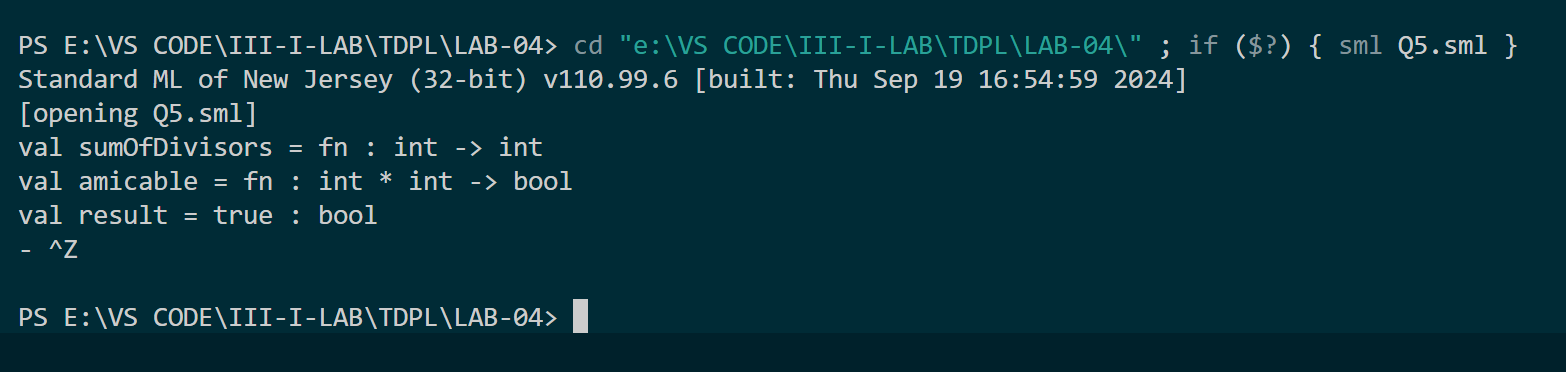 PS E:\VS CODE\III-I-LAB\TDPL\LAB-04> cd "e:\VS CODE\III-I-LAB\TDPL\LAB-04\" ; if ($?) { sml Q5.sml }
Standard ML of New Jersey (32-bit) v110.99.6 [built: Thu Sep 19 16:54:59 2024]
[opening Q5.sml]
val sumOfDivisors = fn : int -> int
val amicable = fn : int * int -> bool
val result = true : bool
- ^Z
PS E:\VS CODE\III-I-LAB\TDPL\LAB-04>